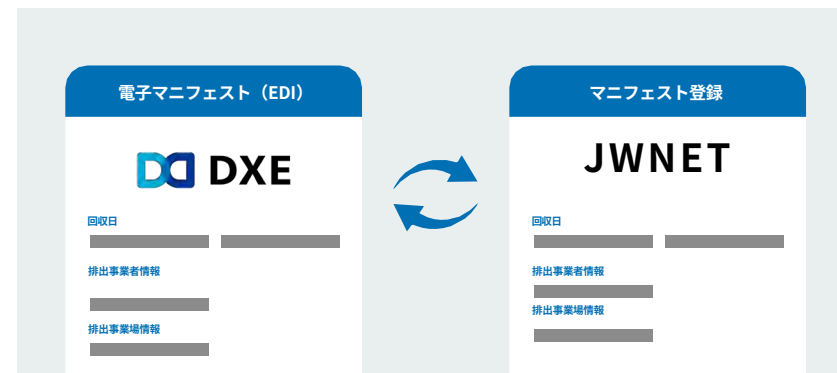 電子マニフェスト（EDI）
DXE
回収日
排出事業者情報
排出事業場情報
マニフェスト登録
JWNET
回収日
排出事業者情報
排出事業場情報